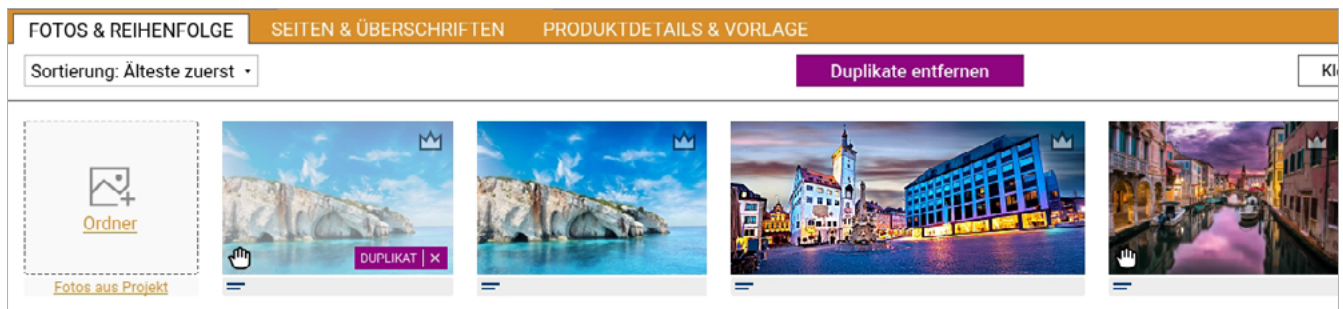 FOTOS & REIHENFOLGE SEITEN & ÜBERSCHRIFTEN PRODUKTDETAILS & VORLAGE
Sortierung: Älteste zuerst Duplikate entfernen
Ordner
DUPLIKAT
Fotos aus Projekt